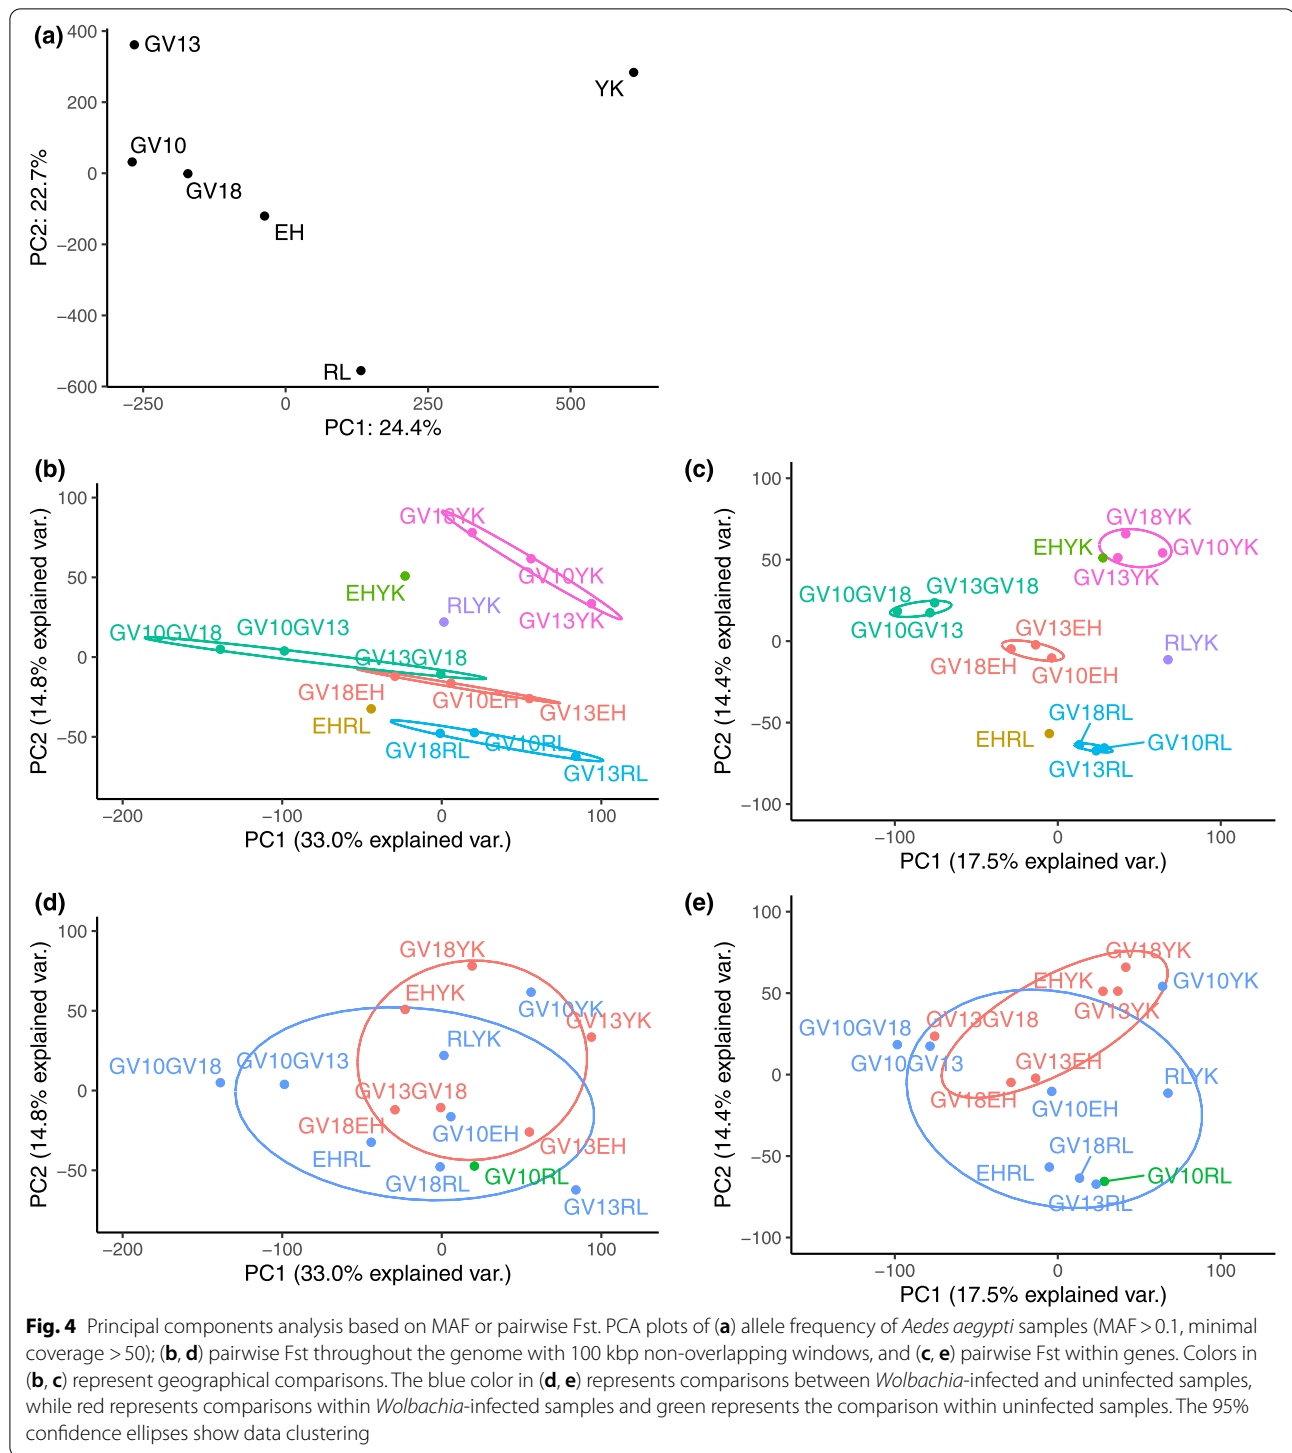 (a)
400
200
0
−200
−400
−600
PC2: 22.7%
GV13
YK
GV10
GV18
EH
RL
−250 0 250 500
PC1: 24.4%
(b)
100
50
0
−50
PC2 (14.8% explained var.)
GV18YK
GV10YK
EHYK
RLYK
GV13YK
GV10GV18
GV10GV13
GV13GV18
GV18EH
GV10EH
GV13EH
EHRL
GV18RL
GV10RL
GV13RL
−200 −100 0 100
PC1 (33.0% explained var.)
(c)
100
50
0
−50
−100
PC2 (14.4% explained var.)
GV18YK
EHYK
GV10YK
GV13YK
GV10GV18
GV13GV18
GV10GV13
GV13EH
GV18EH
GV10EH
RLYK
GV18RL
EHRL
GV10RL
GV13RL
−100 0 100
PC1 (17.5% explained var.)
(d)
100
50
0
−50
PC2 (14.8% explained var.)
GV18YK
EHYK
GV10YK
GV13YK
RLYK
GV10GV18
GV10GV13
GV13GV18
GV18EH
GV10EH
GV13EH
EHRL
GV18RL
GV10RL
GV13RL
−200 −100 0 100
PC1 (33.0% explained var.)
(e)
100
50
0
−50
−100
PC2 (14.4% explained var.)
GV18YK
EHYK
GV10YK
GV13YK
GV10GV18
GV13GV18
GV10GV13
GV13EH
RLYK
GV18EH
GV10EH
GV18RL
EHRL
GV10RL
GV13RL
−100 0 100
PC1 (17.5% explained var.)
Fig. 4 Principal components analysis based on MAF or pairwise Fst. PCA plots of (a) allele frequency of Aedes aegypti samples (MAF > 0.1, minimal
coverage > 50); (b, d) pairwise Fst throughout the genome with 100 kbp non-overlapping windows, and (c, e) pairwise Fst within genes. Colors in
(b, c) represent geographical comparisons. The blue color in (d, e) represents comparisons between Wolbachia-infected and uninfected samples,
while red represents comparisons within Wolbachia-infected samples and green represents the comparison within uninfected samples. The 95%
confidence ellipses show data clustering